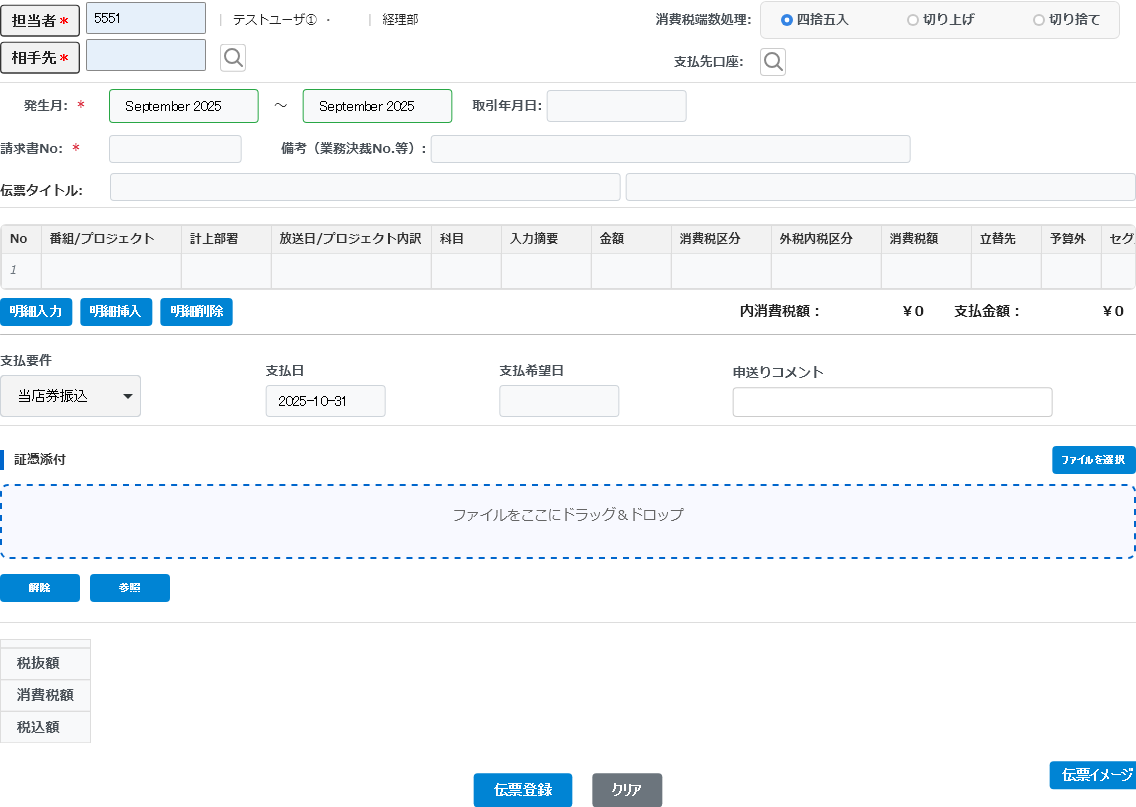 担当者* 5551 | テストユーザ① ・ | 経理部 消費税端数処理: 四捨五入 切り上げ 切り捨て
相手先* 支払先口座:
発生月: * September 2025 ～ September 2025 取引年月日:
請求書No: * 備考（業務決裁No.等）:
伝票タイトル:
No 番組/プロジェクト 計上部署 放送日/プロジェクト内訳 科目 入力摘要 金額 消費税区分 外税内税区分 消費税額 立替先 予算外 セグ
1
明細入力 明細挿入 明細削除 内消費税額： ￥0 支払金額： ￥0
支払要件 支払日 支払希望日 申送りコメント
当店券振込 2025-10-31
証憑添付 ファイルを選択
ファイルをここにドラッグ＆ドロップ
解除 参照
税抜額
消費税額
税込額
伝票イメージ
伝票登録 クリア